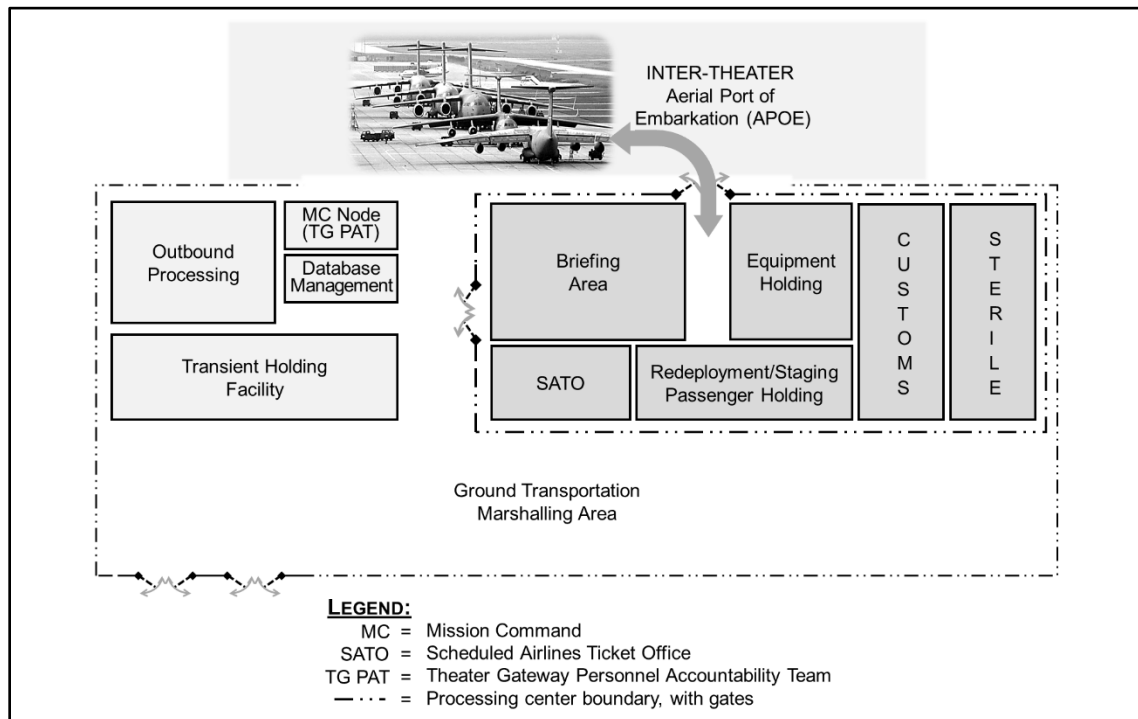 INTER-THEATER
Aerial Port of
Embarkation (APOE)
Outbound
Processing
MC Node
(TG PAT)
Database
Management
Transient Holding
Facility
Briefing
Area
Equipment
Holding
SATO
Redeployment/Staging
Passenger Holding
C
U
S
T
O
M
S
S
T
E
R
I
L
E
Ground Transportation
Marshalling Area
LEGEND:
MC = Mission Command
SATO = Scheduled Airlines Ticket Office
TG PAT = Theater Gateway Personnel Accountability Team
= Processing center boundary, with gates